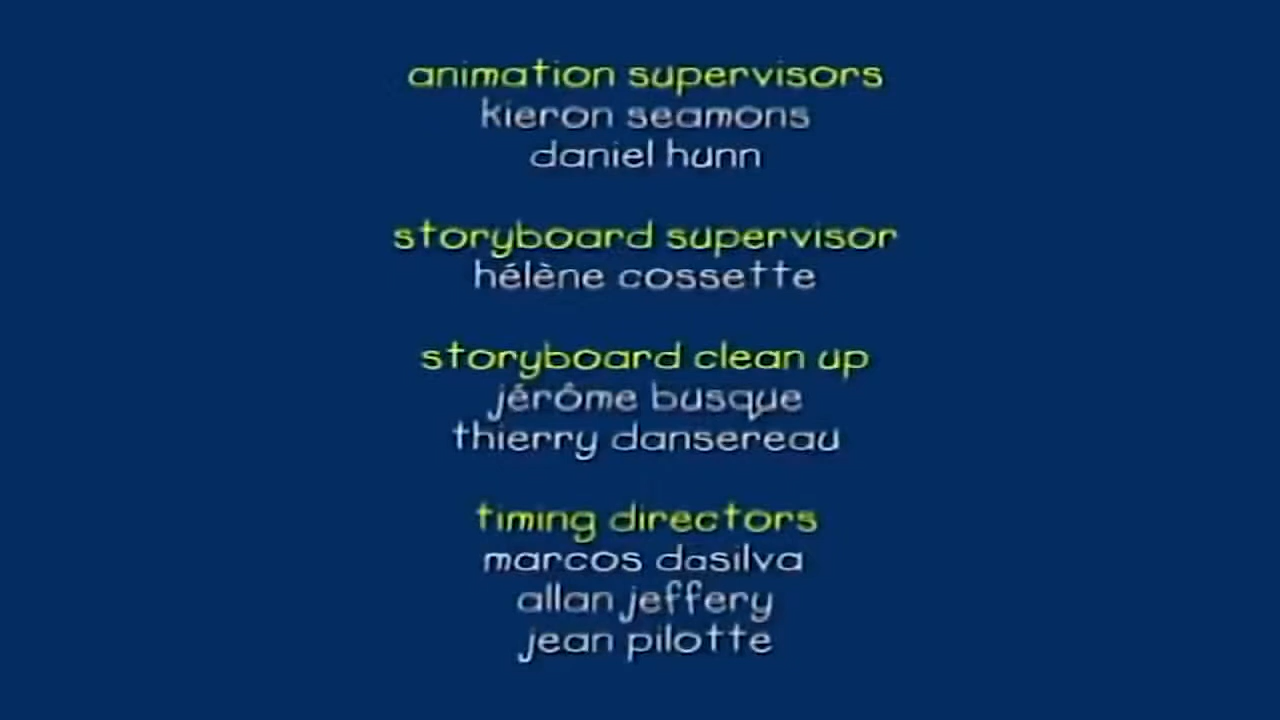 animation supervisors
kieron seamons
daniel hunn
storyboard supervisor
hélène cossette
storyboard clean up
jérôme busque
thierry dansereau
timing directors
marcos dasilva
allan jeffery
jean pilotte